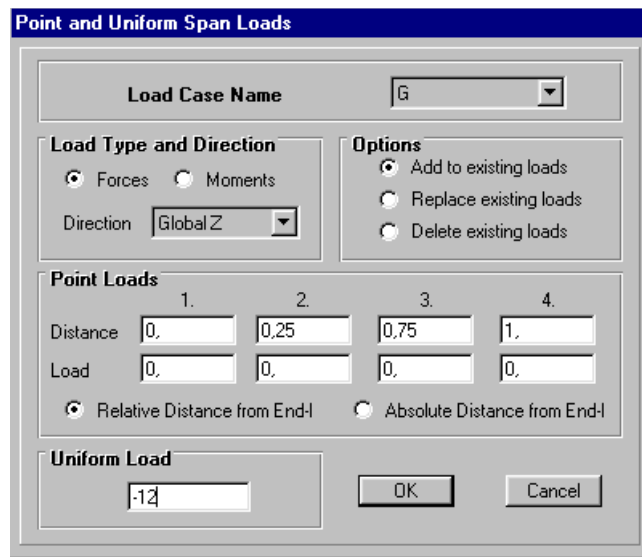 Point and Uniform Span Loads
Load Case Name G
Load Type and Direction
Forces Moments
Direction Global Z
Options
Add to existing loads
Replace existing loads
Delete existing loads
Point Loads
1. 2. 3. 4.
Distance 0, 0,25 0,75 1,
Load 0, 0, 0, 0,
Relative Distance from End-I Absolute Distance from End-I
Uniform Load
-12
OK Cancel